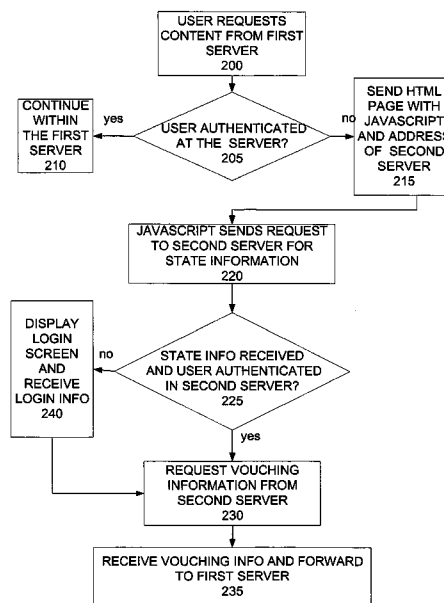 USER REQUESTS
CONTENT FROM FIRST
SERVER
200
CONTINUE
WITHIN
THE FIRST
SERVER
210
yes
USER AUTHENTICATED
AT THE SERVER?
205
no
SEND HTML
PAGE WITH
JAVASCRIPT
AND ADDRESS
OF SECOND
SERVER
215
JAVASCRIPT SENDS REQUEST
TO SECOND SERVER FOR
STATE INFORMATION
220
DISPLAY
LOGIN
SCREEN
AND
RECEIVE
LOGIN INFO
240
no
STATE INFO RECEIVED
AND USER AUTHENTICATED
IN SECOND SERVER?
225
yes
REQUEST VOUCHING
INFORMATION FROM
SECOND SERVER
230
RECEIVE VOUCHING INFO AND FORWARD
TO FIRST SERVER
235